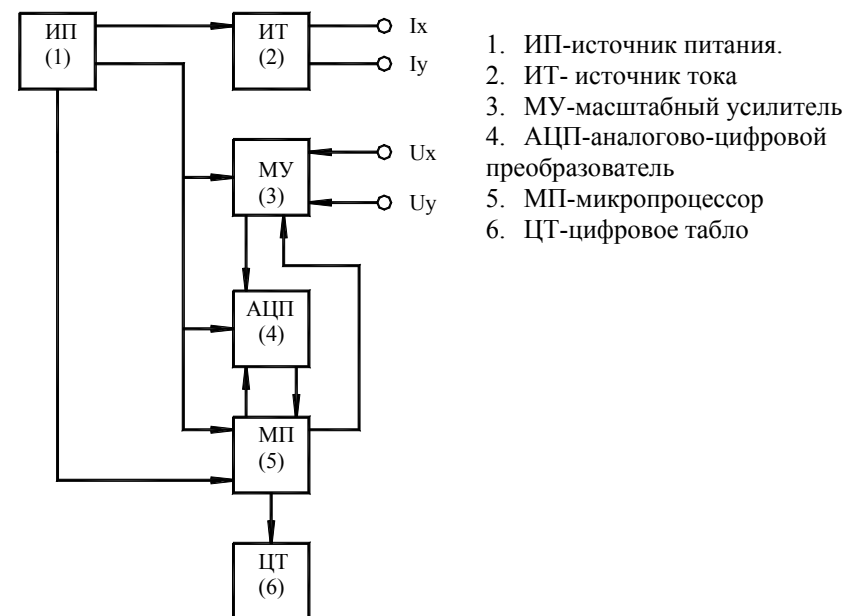 ИП
(1)
ИТ
(2)
Ix
Iy
МУ
(3)
Ux
Uy
АЦП
(4)
МП
(5)
ЦТ
(6)
1. ИП-источник питания.
2. ИТ- источник тока
3. МУ-масштабный усилитель
4. АЦП-аналогово-цифровой
преобразователь
5. МП-микропроцессор
6. ЦТ-цифровое табло